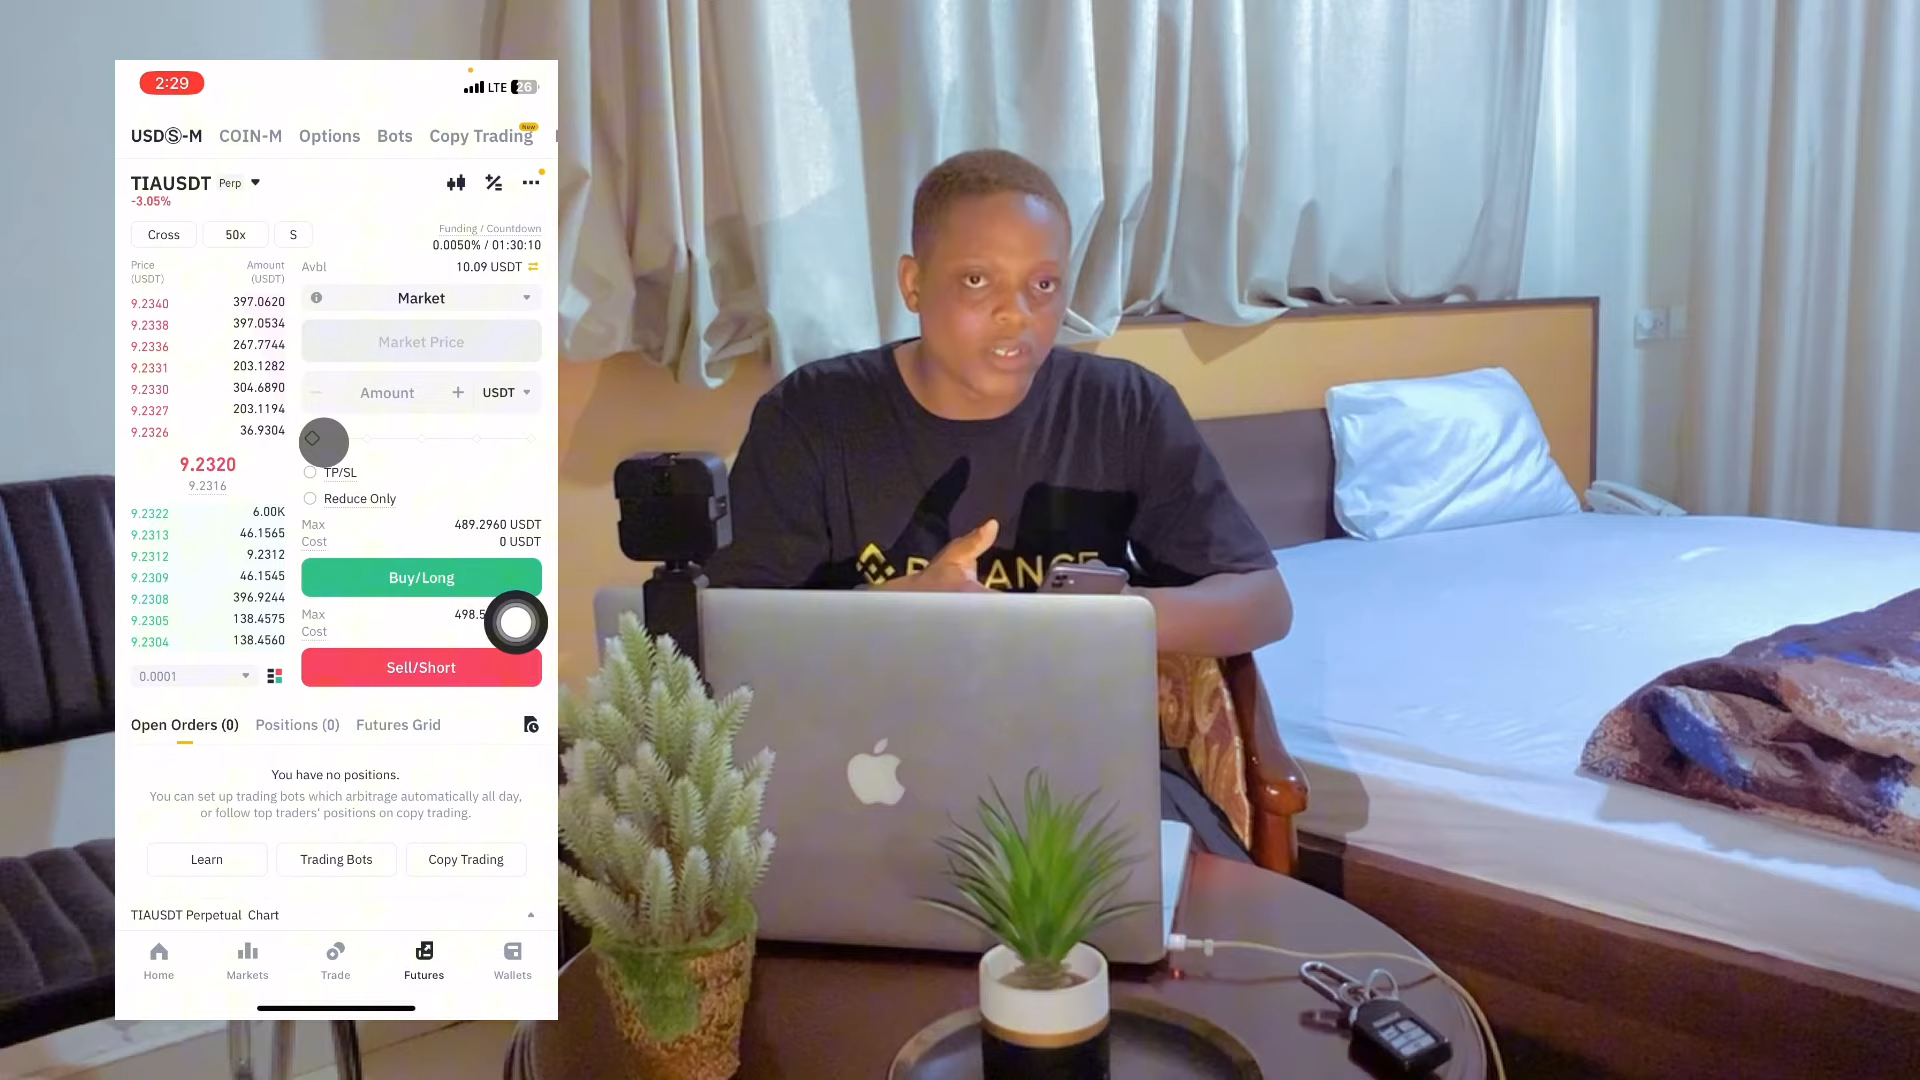 2:29 LTE 26
USDⓈ-M COIN-M Options Bots Copy Trading New
TIAUSDT Perp
-3.05%
Cross 50x S
Funding / Countdown
0.0050% / 01:30:10
Price (USDT) Amount (USDT)
9.2340 397.0620
9.2338 397.0534
9.2336 267.7744
9.2331 203.1282
9.2330 304.6890
9.2327 203.1194
9.2326 36.9304
9.2320
9.2316
9.2322 6.00K
9.2313 46.1565
9.2312 9.2312
9.2309 46.1545
9.2308 396.9244
9.2305 138.4575
9.2304 138.4560
0.0001
Avbl 10.09 USDT
Market
Market Price
Amount USDT
TP/SL
Reduce Only
Max 489.2960 USDT
Cost 0 USDT
Buy/Long
Max 498.5
Cost
Sell/Short
Open Orders (0) Positions (0) Futures Grid
You have no positions.
You can set up trading bots which arbitrage automatically all day,
or follow top traders' positions on copy trading.
Learn Trading Bots Copy Trading
TIAUSDT Perpetual Chart
Home Markets Trade Futures Wallets
BINANCE